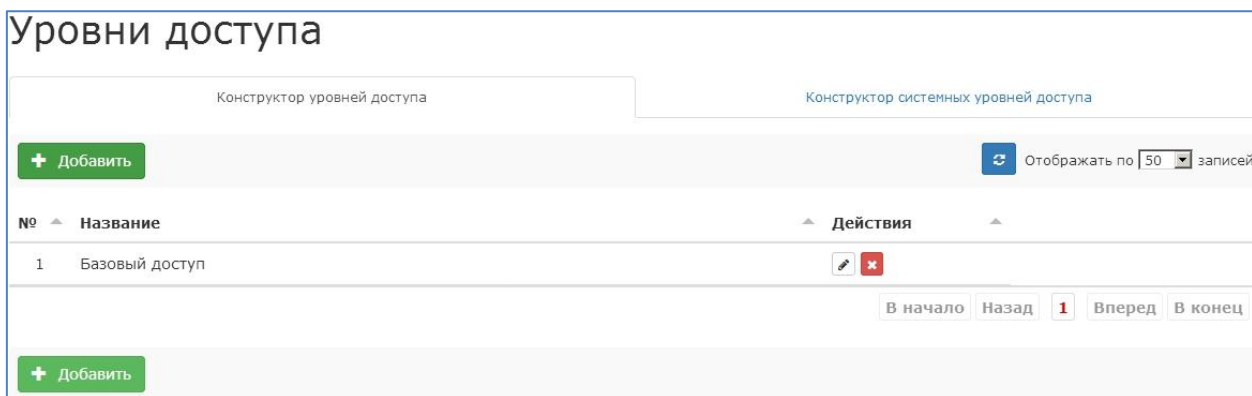 Уровни доступа
Конструктор уровней доступа Конструктор системных уровней доступа
Добавить Отображать по 50 записей
№ Название Действия
1 Базовый доступ
В начало Назад 1 Вперед В конец
Добавить